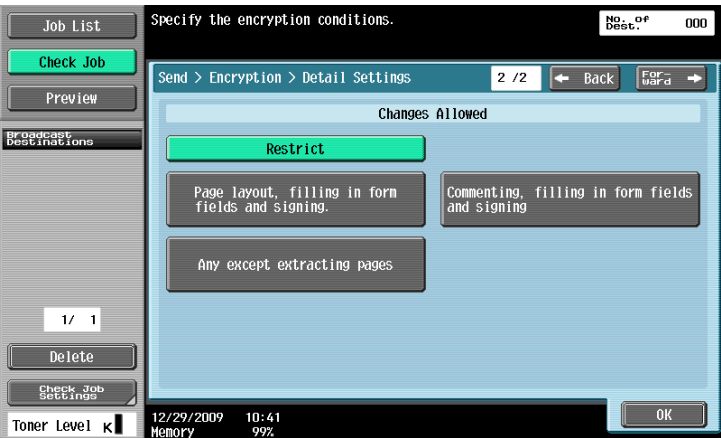 Job List
Check Job
Preview
Broadcast
Destinations
1/ 1
Delete
Check Job
Settings
Toner Level K
Specify the encryption conditions.
No. of
Dest.
000
Send > Encryption > Detail Settings
2 /2
← Back
For-
ward →
Changes Allowed
Restrict
Page layout, filling in form
fields and signing.
Commenting, filling in form fields
and signing
Any except extracting pages
12/29/2009 10:41
Memory 99%
OK